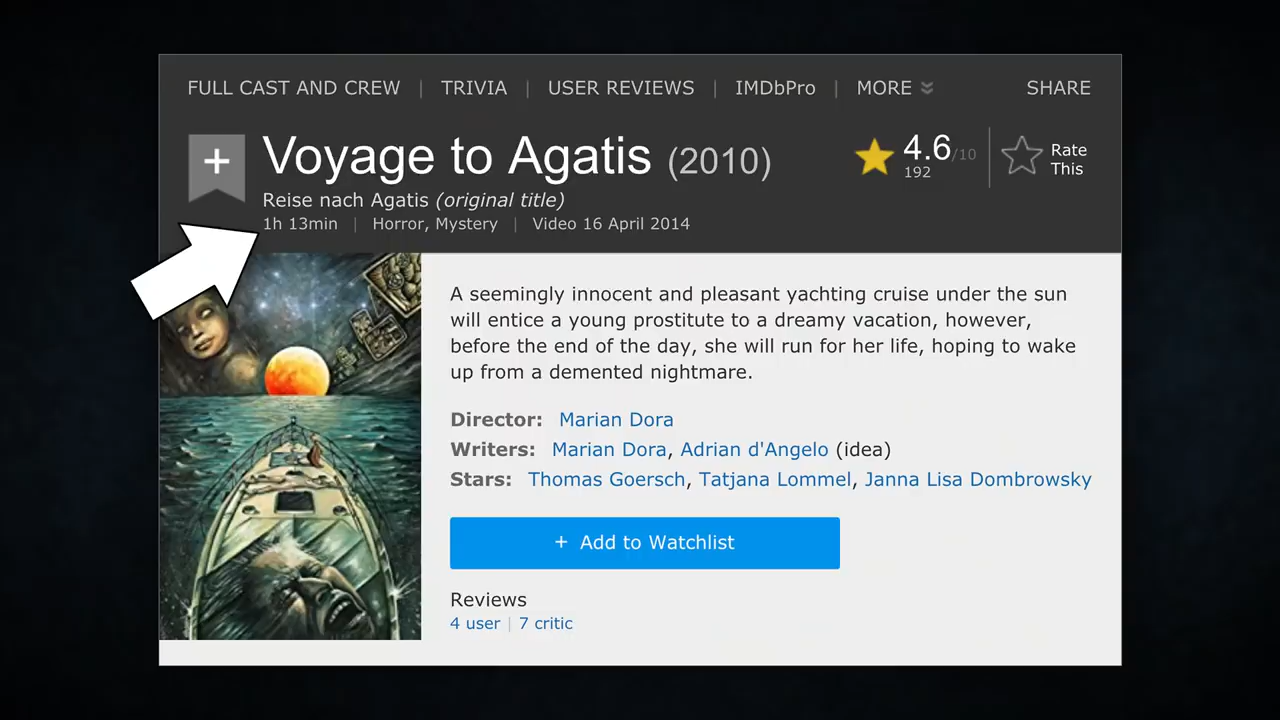 FULL CAST AND CREW | TRIVIA | USER REVIEWS | IMDbPro | MORE SHARE
+ Voyage to Agatis (2010) 4.6/10 Rate
192 This
Reise nach Agatis (original title)
1h 13min | Horror, Mystery | Video 16 April 2014
A seemingly innocent and pleasant yachting cruise under the sun
will entice a young prostitute to a dreamy vacation, however,
before the end of the day, she will run for her life, hoping to wake
up from a demented nightmare.
Director: Marian Dora
Writers: Marian Dora, Adrian d'Angelo (idea)
Stars: Thomas Goersch, Tatjana Lommel, Janna Lisa Dombrowsky
+ Add to Watchlist
Reviews
4 user | 7 critic